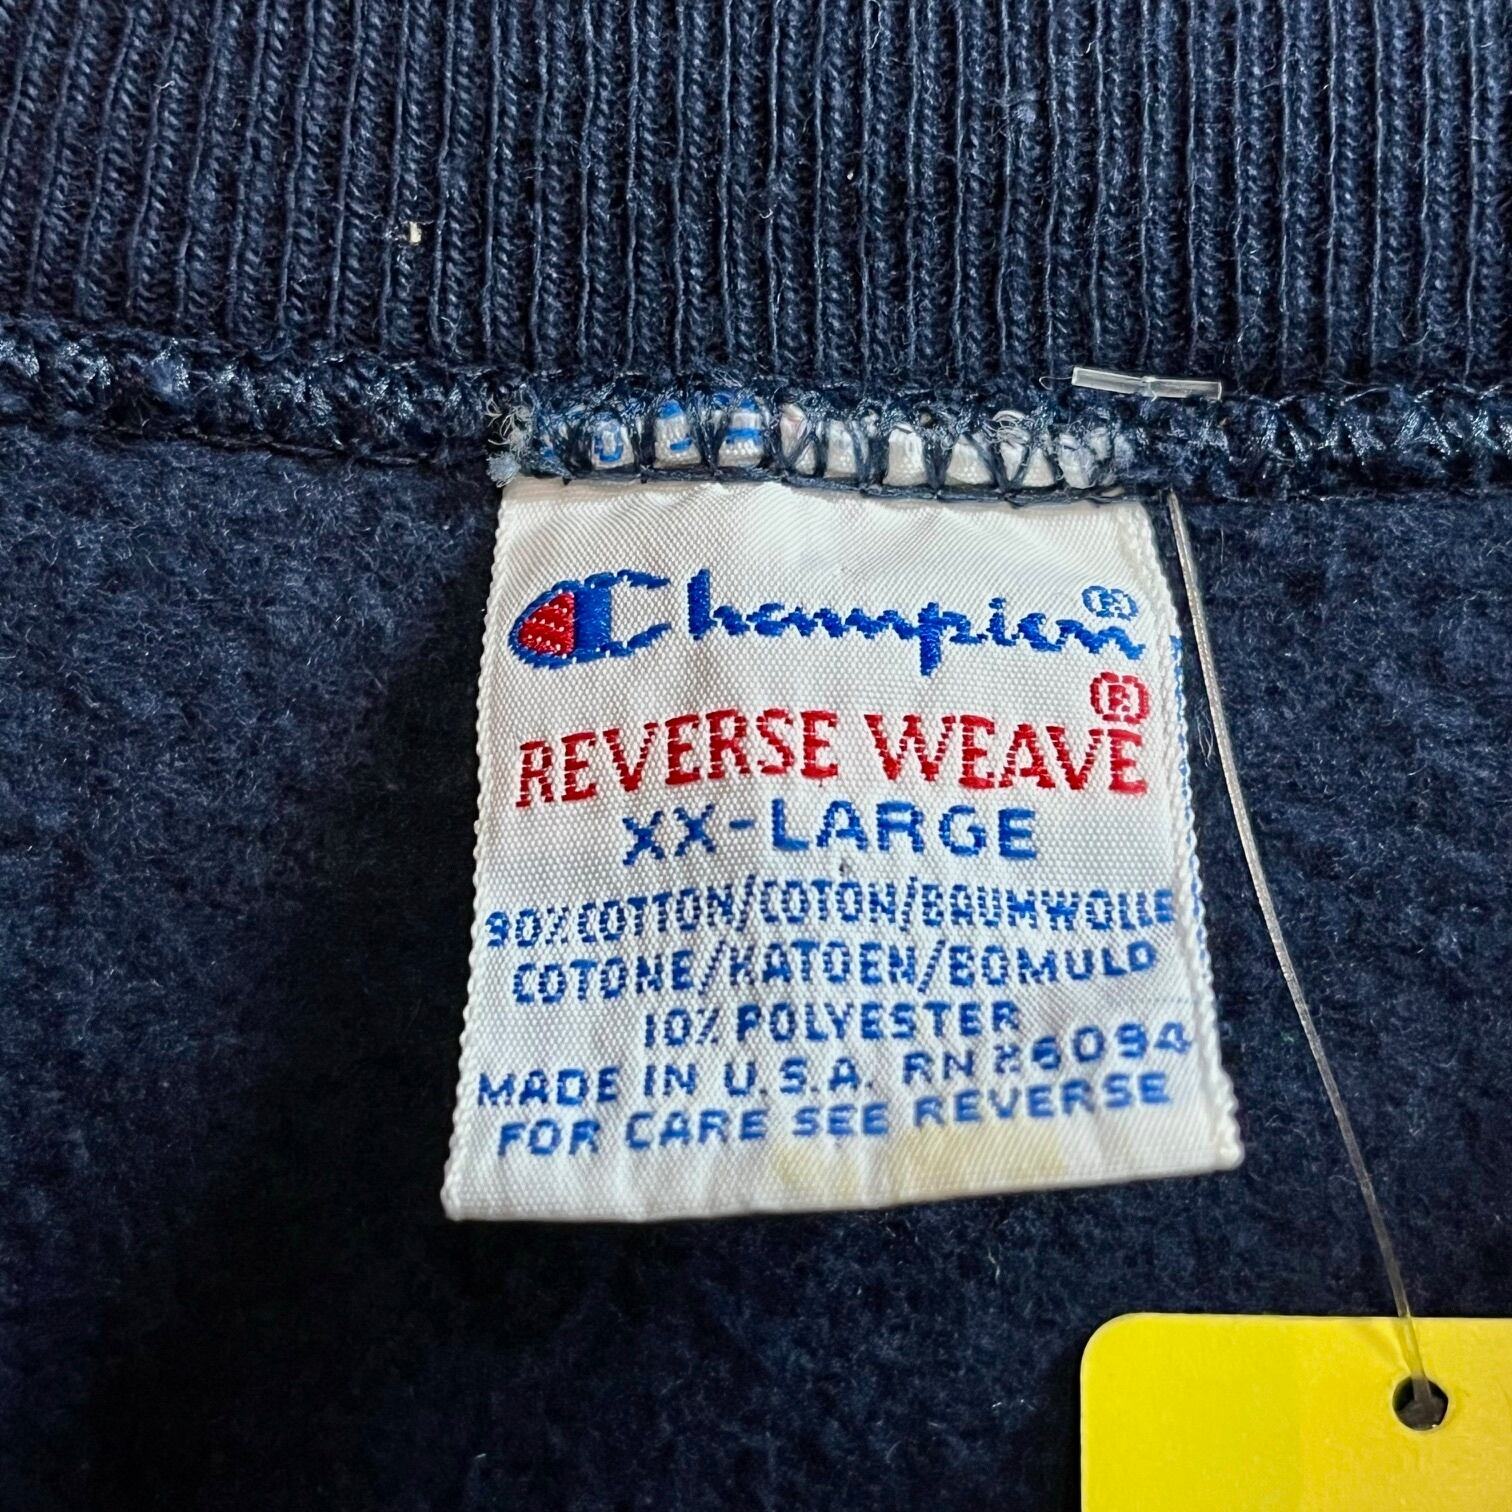 Champion®
REVERSE WEAVE®
XX-LARGE
90% COTTON/COTON/BAUMWOLLE
COTONE/KATOEN/BOMULD
10% POLYESTER
MADE IN U.S.A. RN 26094
FOR CARE SEE REVERSE